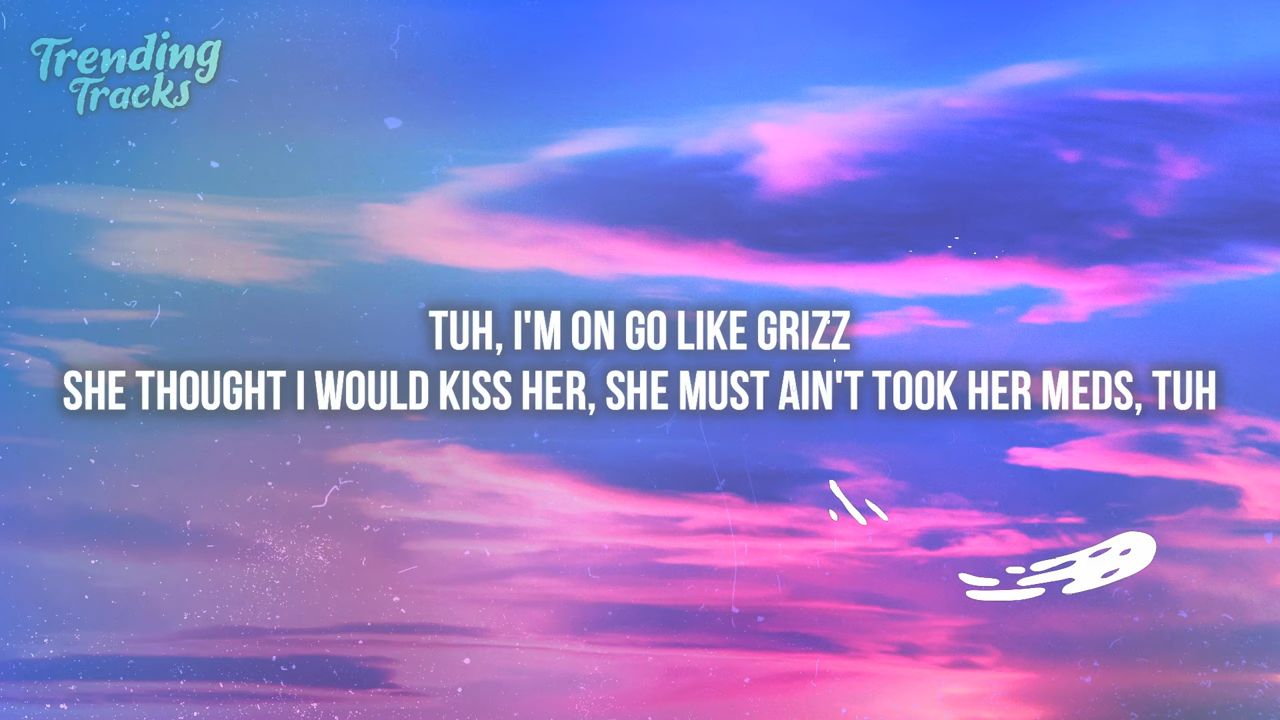 Trending
Tracks
TUH, I'M ON GO LIKE GRIZZ
SHE THOUGHT I WOULD KISS HER, SHE MUST AIN'T TOOK HER MEDS, TUH